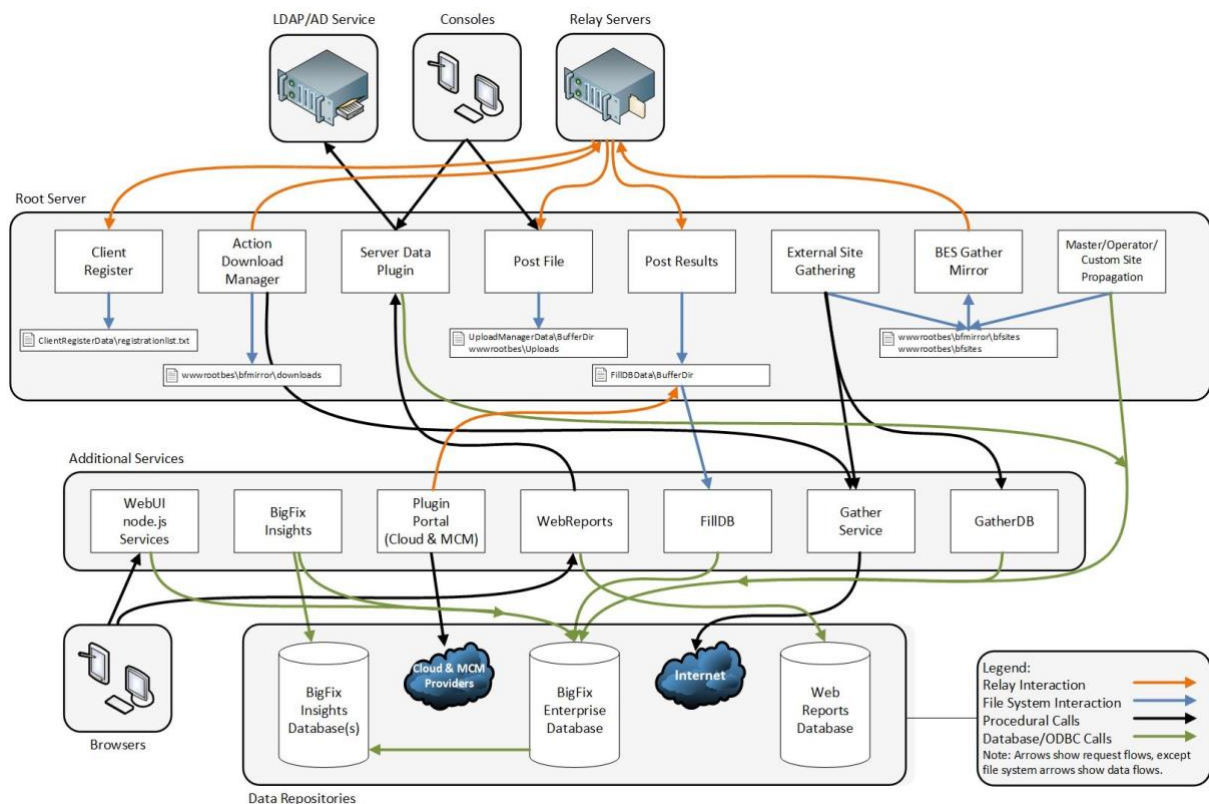 LDAP/AD Service
Consoles
Relay Servers
Root Server
Client
Register
Action
Download
Manager
Server Data
Plugin
Post File
Post Results
External Site
Gathering
BES Gather
Mirror
Master/Operator/
Custom Site
Propagation
ClientRegisterData\registrationlist.txt
wwwrootbes\bfmirror\downloads
UploadManagerData\BufferDir
wwwrootbes\Uploads
FillDBData\BufferDir
wwwrootbes\bfmirror\bfsites
wwwrootbes\bfsites
Additional Services
WebUI
node.js
Services
BigFix
Insights
Plugin
Portal
(Cloud & MCM)
WebReports
FillDB
Gather
Service
GatherDB
Browsers
BigFix
Insights
Database(s)
Cloud & MCM
Providers
BigFix
Enterprise
Database
Internet
Web
Reports
Database
Data Repositories
Legend:
Relay Interaction
File System Interaction
Procedural Calls
Database/ODBC Calls
Note: Arrows show request flows, except
file system arrows show data flows.